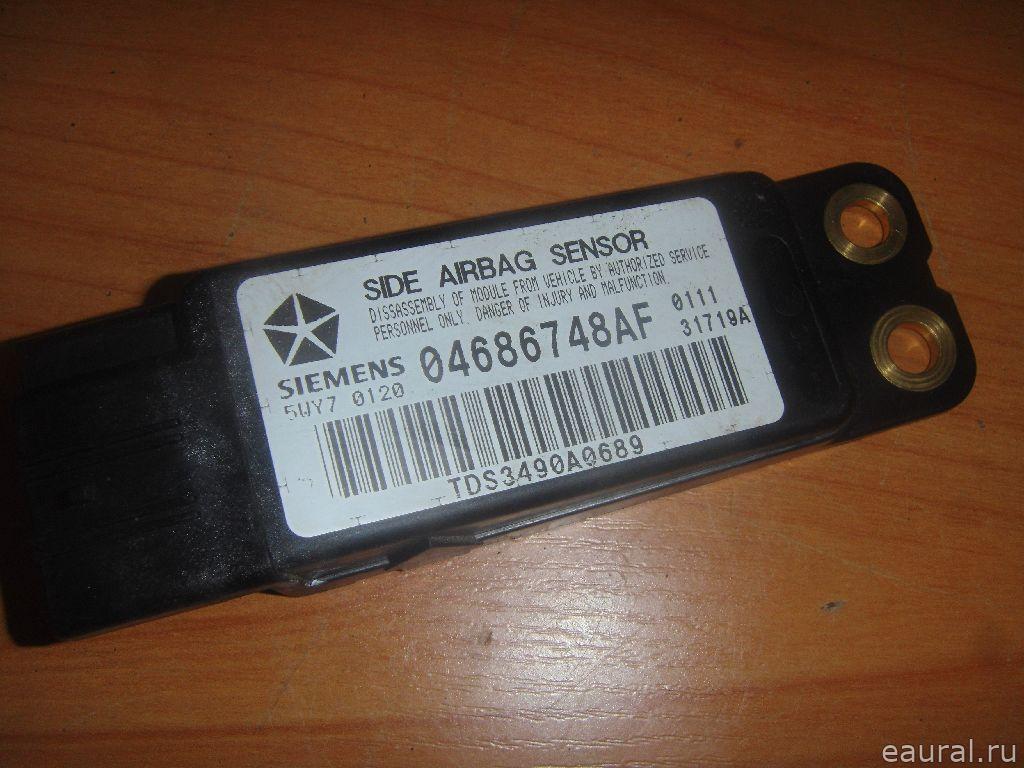 SIDE AIRBAG SENSOR
DISSASSEMBLY OF MODULE FROM VEHICLE BY AUTHORIZED SERVICE
PERSONNEL ONLY. DANGER OF INJURY AND MALFUNCTION.
SIEMENS 04686748AF 0111
5WY7 0120 31719A
TDS3490A0689
eaural.ru